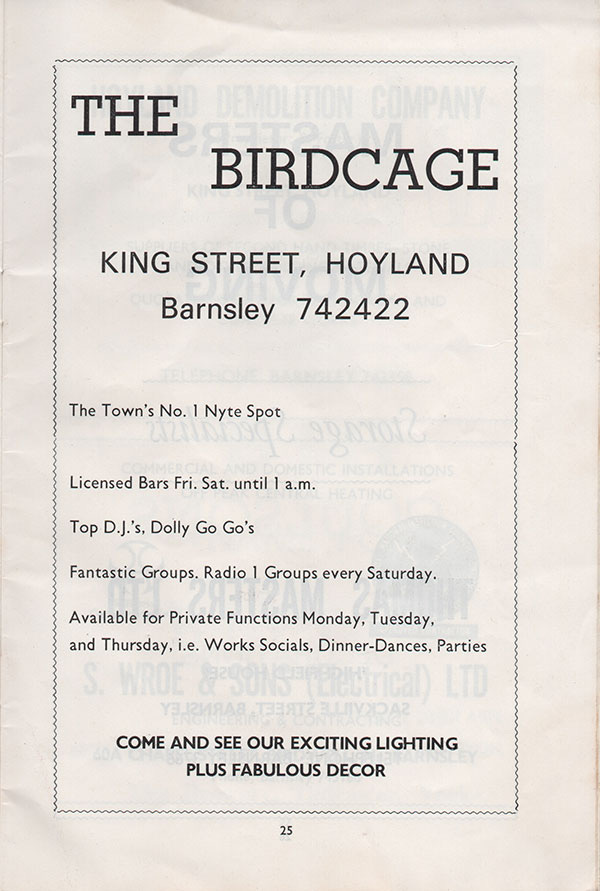 THE
BIRDCAGE
KING STREET, HOYLAND
Barnsley 742422
The Town's No. 1 Nyte Spot
Licensed Bars Fri. Sat. until 1 a.m.
Top D.J.'s, Dolly Go Go's
Fantastic Groups. Radio 1 Groups every Saturday.
Available for Private Functions Monday, Tuesday,
and Thursday, i.e. Works Socials, Dinner-Dances, Parties
COME AND SEE OUR EXCITING LIGHTING
PLUS FABULOUS DECOR
25